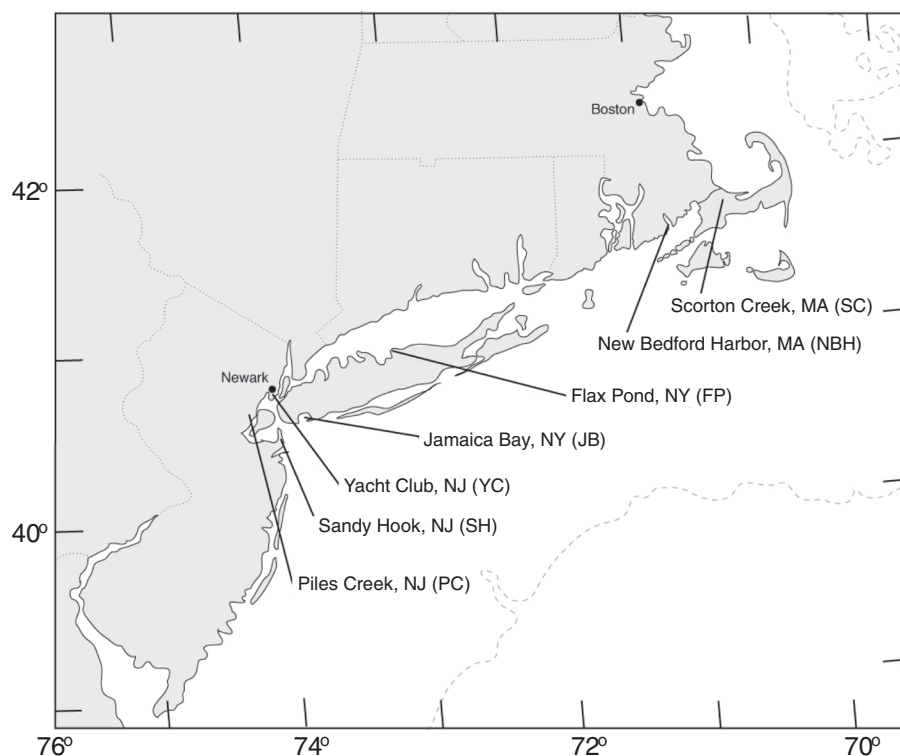 Boston
42º
Scorton Creek, MA (SC)
New Bedford Harbor, MA (NBH)
Newark
Flax Pond, NY (FP)
Jamaica Bay, NY (JB)
Yacht Club, NJ (YC)
Sandy Hook, NJ (SH)
40º
Piles Creek, NJ (PC)
76º 74º 72º 70º